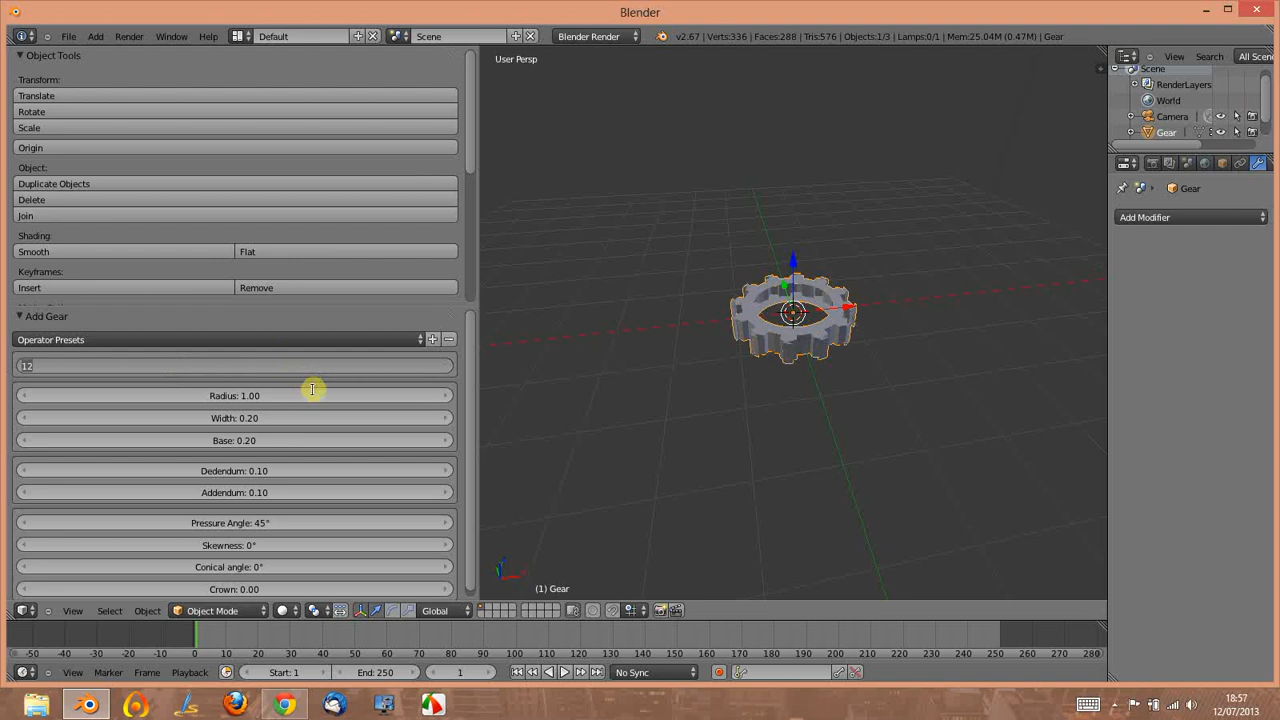 Blender
File Add Render Window Help Default Scene Blender Render v2.67 | Verts:336 | Faces:288 | Tris:576 | Objects:1/3 | Lamps:0/1 | Mem:25.04M (0.47M) | Gear
Object Tools
Transform:
Translate
Rotate
Scale
Origin
Object:
Duplicate Objects
Delete
Join
Shading:
Smooth Flat
Keyframes:
Insert Remove
Add Gear
Operator Presets
12
Radius: 1.00
Width: 0.20
Base: 0.20
Dedendum: 0.10
Addendum: 0.10
Pressure Angle: 45°
Skewness: 0°
Conical angle: 0°
Crown: 0.00
User Persp
(1) Gear
View Search All Scen
Scene
RenderLayers
World
Camera
Gear
Gear
Add Modifier
View Select Object Object Mode Global
-50 -40 -30 -20 -10 0 10 20 30 40 50 60 70 80 90 100 110 120 130 140 150 160 170 180 190 200 210 220 230 240 250 260 270 280
View Marker Frame Playback Start: 1 End: 250 1 No Sync
18:57
12/07/2013